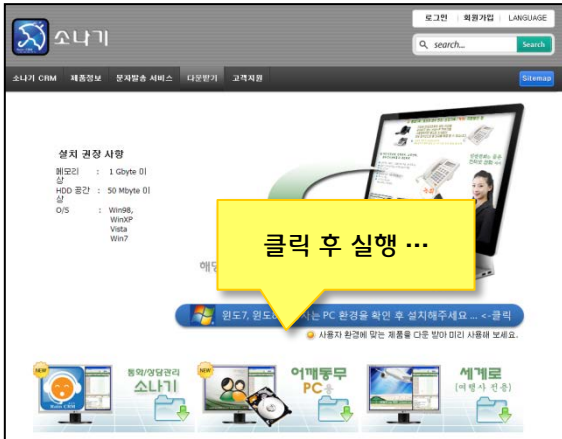 로그인 | 회원가입 | LANGUAGE
소나기
search...
Search
소나기 CRM 제품정보 문자발송 서비스 다운받기 고객지원
Sitemap
설치 권장 사항
메모리 : 1 Gbyte 이
상
HDD 공간 : 50 Mbyte 이
상
O/S : Win98,
WinXP
Vista
Win7
클릭 후 실행 …
해당
윈도7, 윈도 는 PC 환경을 확인 후 설치해주세요 ... <-클릭
사용자 환경에 맞는 제품을 다운 받아 미리 사용해 보세요.
NEW
통화/상담관리
소나기
NEW
어깨동무
PC용
세계로
(여행사 전용)